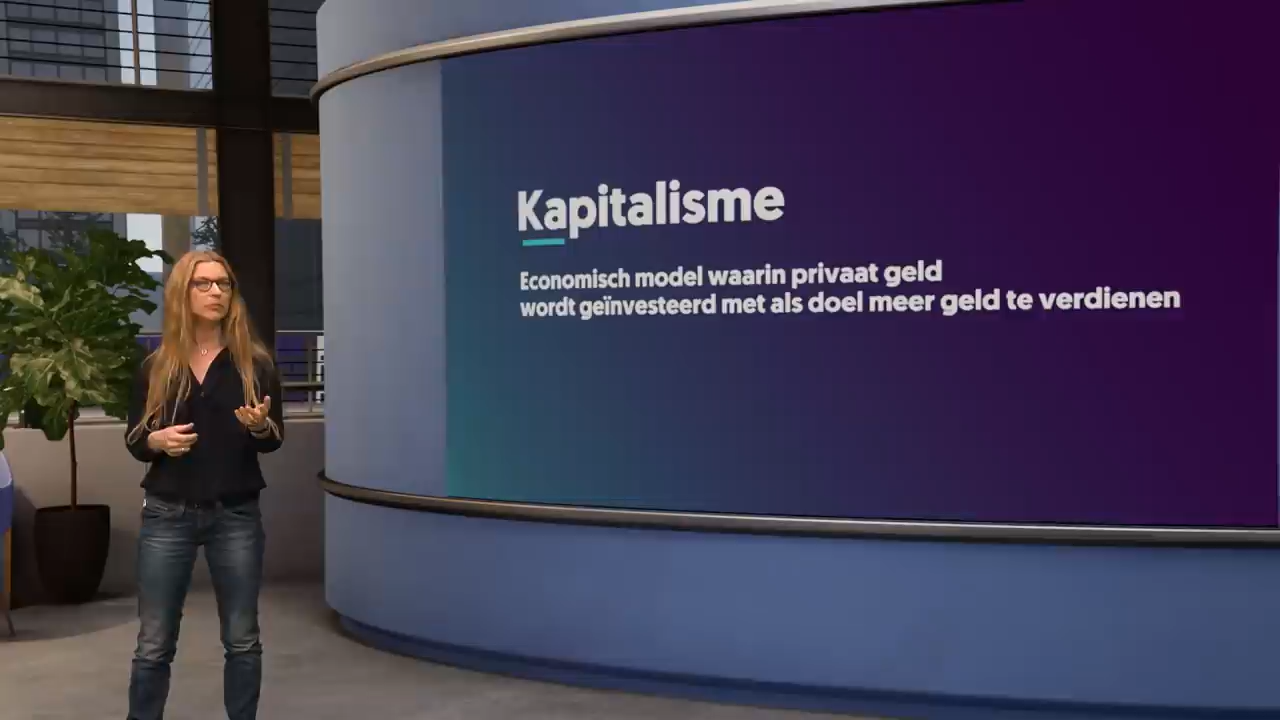 Kapitalisme
Economisch model waarin privaat geld
wordt geïnvesteerd met als doel meer geld te verdienen